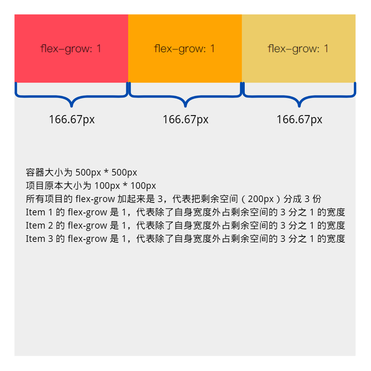 flex-grow: 1 flex-grow: 1 flex-grow: 1
166.67px 166.67px 166.67px
容器大小为 500px * 500px
项目原本大小为 100px * 100px
所有项目的 flex-grow 加起来是 3，代表把剩余空间（200px）分成 3 份
Item 1 的 flex-grow 是 1，代表除了自身宽度外占剩余空间的 3 分之 1 的宽度
Item 2 的 flex-grow 是 1，代表除了自身宽度外占剩余空间的 3 分之 1 的宽度
Item 3 的 flex-grow 是 1，代表除了自身宽度外占剩余空间的 3 分之 1 的宽度